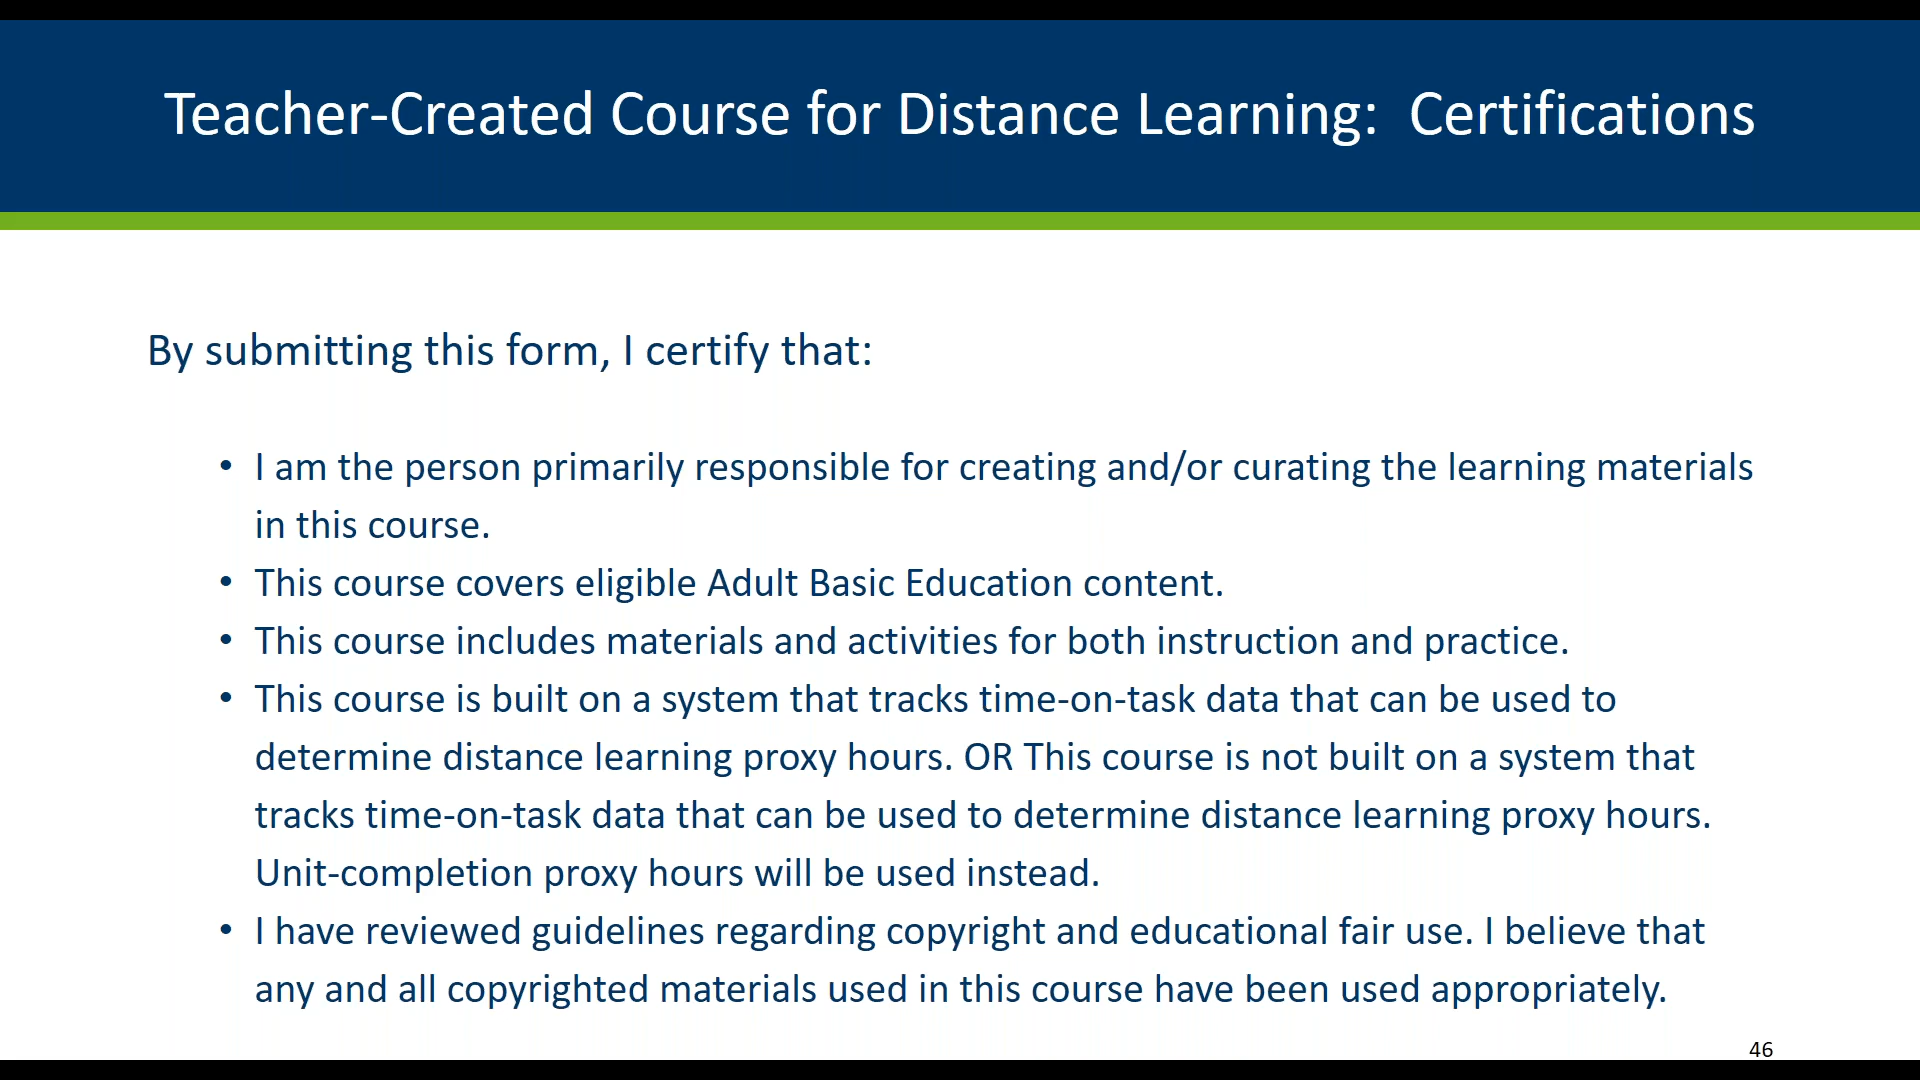 Teacher-Created Course for Distance Learning:  Certifications
By submitting this form, I certify that:
• I am the person primarily responsible for creating and/or curating the learning materials
in this course.
• This course covers eligible Adult Basic Education content.
• This course includes materials and activities for both instruction and practice.
• This course is built on a system that tracks time-on-task data that can be used to
determine distance learning proxy hours. OR This course is not built on a system that
tracks time-on-task data that can be used to determine distance learning proxy hours.
Unit-completion proxy hours will be used instead.
• I have reviewed guidelines regarding copyright and educational fair use. I believe that
any and all copyrighted materials used in this course have been used appropriately.
46